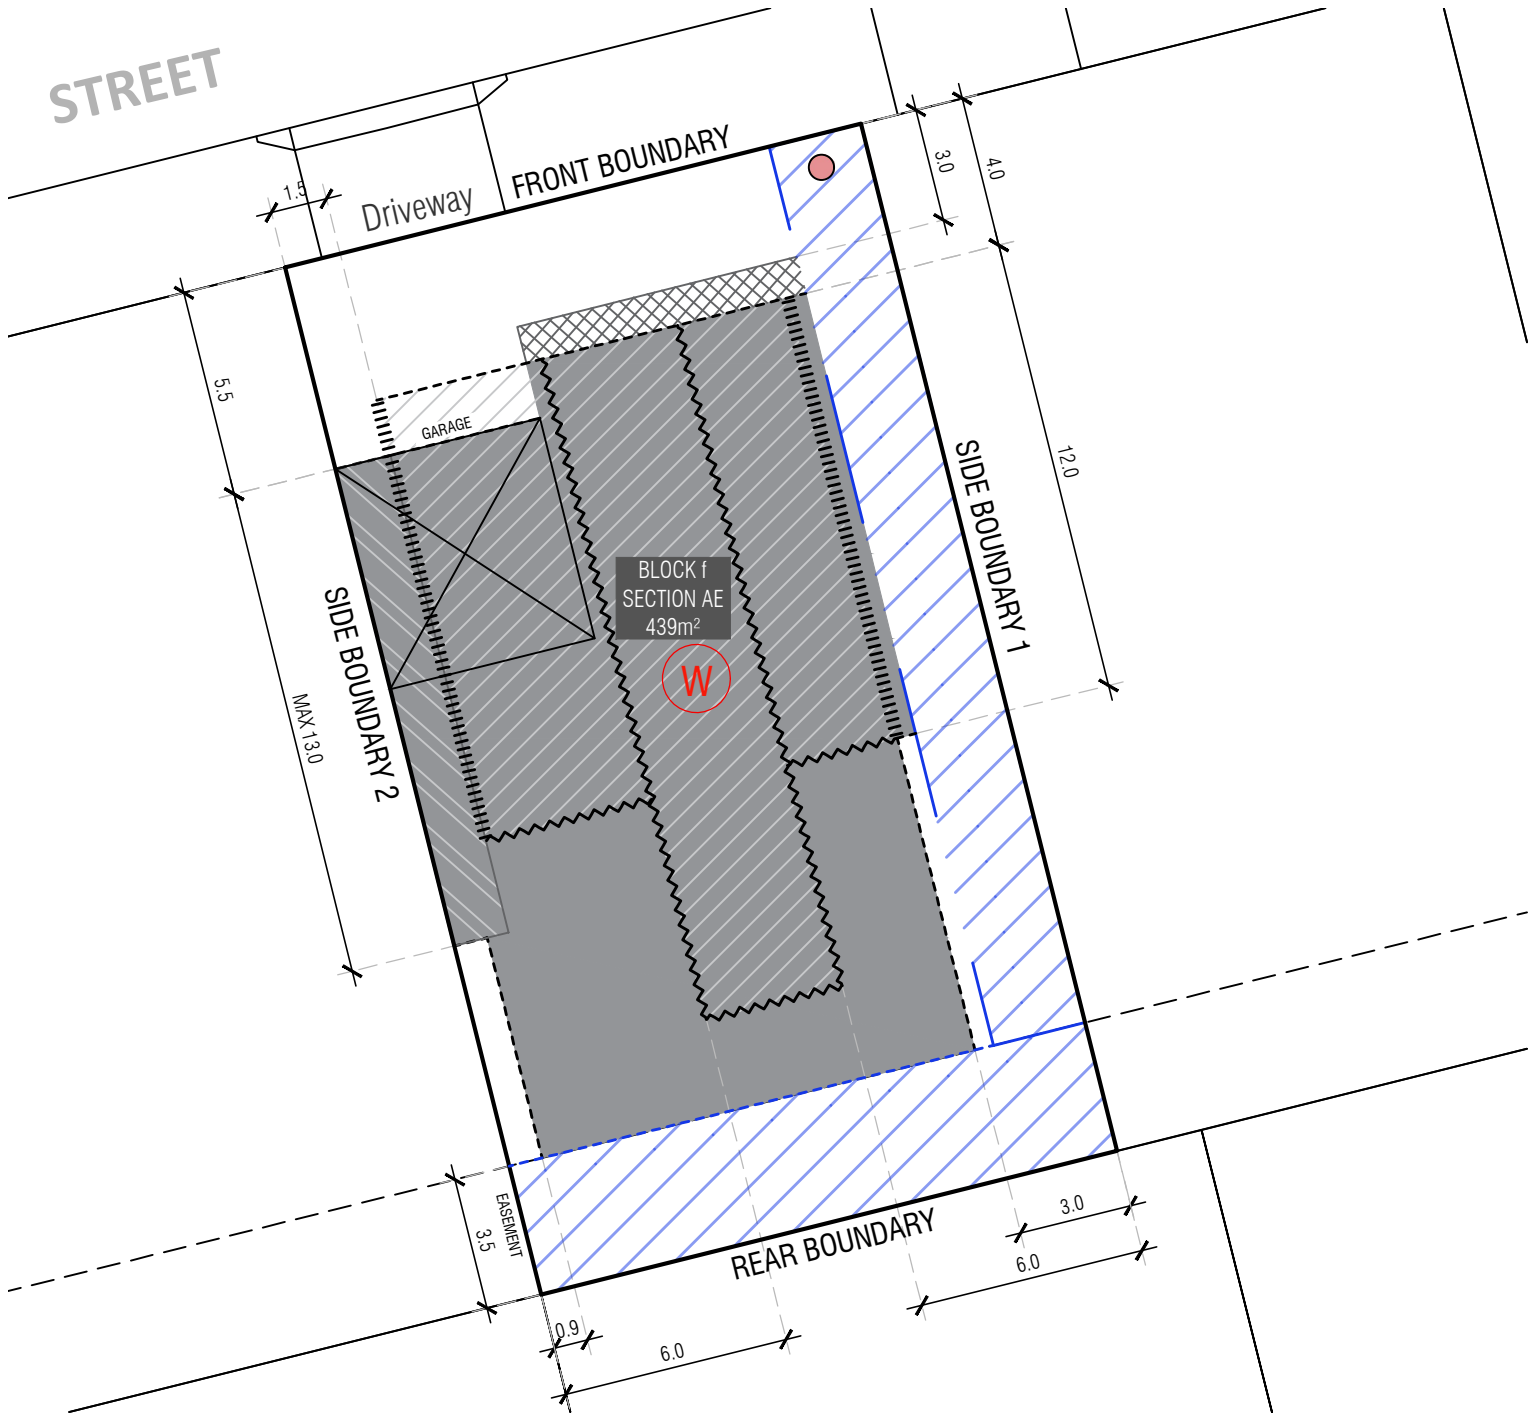 STREET
FRONT BOUNDARY
Driveway
1.5
3.0
4.0
5.5
GARAGE
12.0
SIDE BOUNDARY 1
BLOCK f
SECTION AE
439m²
W
SIDE BOUNDARY 2
MAX 13.0
EASEMENT
3.5
REAR BOUNDARY
3.0
6.0
0.9
6.0